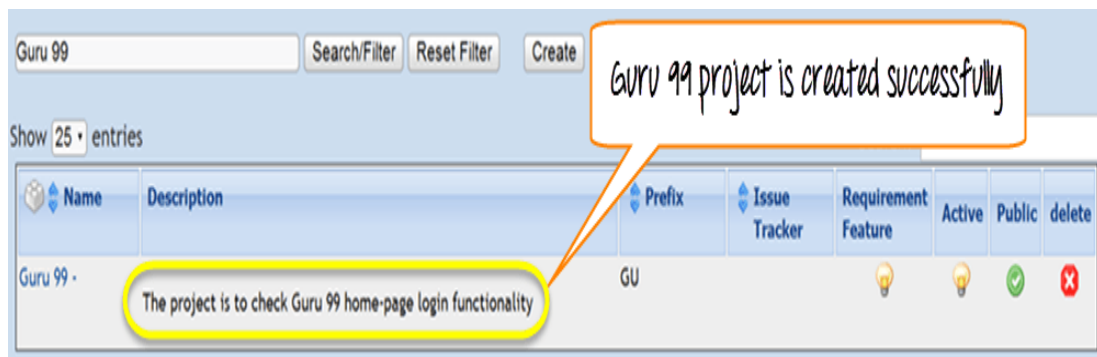 Guru 99 Search/Filter Reset Filter Create
Guru 99 project is created successfully
Show 25 entries
Name Description Prefix Issue Tracker Requirement Feature Active Public delete
Guru 99 - The project is to check Guru 99 home-page login functionality GU